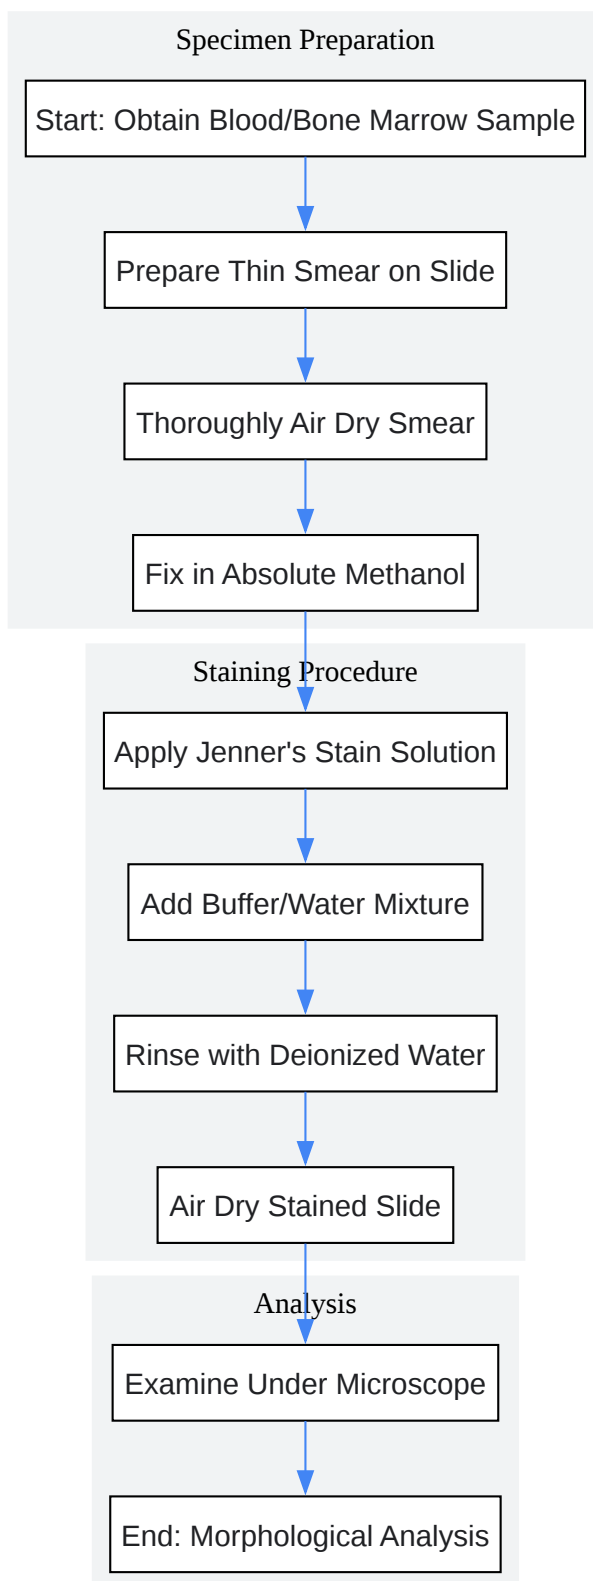 Specimen Preparation
Start: Obtain Blood/Bone Marrow Sample
Prepare Thin Smear on Slide
Thoroughly Air Dry Smear
Fix in Absolute Methanol
Staining Procedure
Apply Jenner's Stain Solution
Add Buffer/Water Mixture
Rinse with Deionized Water
Air Dry Stained Slide
Analysis
Examine Under Microscope
End: Morphological Analysis